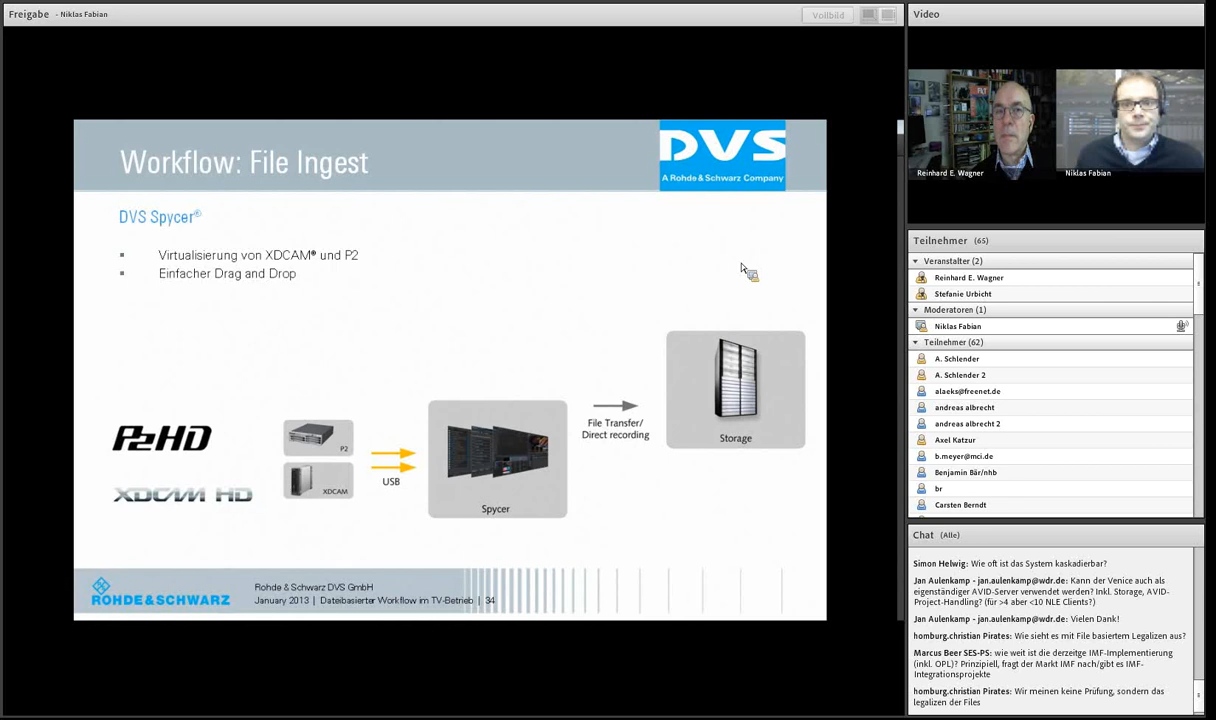 Freigabe - Niklas Fabian
Vollbild
Video
Workflow: File Ingest
DVS
A Rohde & Schwarz Company
DVS Spycer®
Virtualisierung von XDCAM® und P2
Einfacher Drag and Drop
P2HD
XDCAM HD
P2
XDCAM
USB
Spycer
File Transfer/
Direct recording
Storage
ROHDE & SCHWARZ
Rohde & Schwarz DVS GmbH
January 2013 | Dateibasierter Workflow im TV-Betrieb | 34
Reinhard E. Wagner
Niklas Fabian
Teilnehmer (65)
Veranstalter (2)
Reinhard E. Wagner
Stefanie Urbicht
Moderatoren (1)
Niklas Fabian
Teilnehmer (62)
A. Schlender
A. Schlender 2
alaeks@freenet.de
andreas albrecht
andreas albrecht 2
Axel Katzur
b.meyer@mci.de
Benjamin Bär/nhb
br
Carsten Berndt
Chat (Alle)
Simon Helwig: Wie oft ist das System kaskadierbar?
Jan Aulenkamp - jan.aulenkamp@wdr.de: Kann der Venice auch als
eigenständiger AVID-Server verwendet werden? Inkl. Storage, AVID-
Project-Handling? (für >4 aber <10 NLE Clients?)
Jan Aulenkamp - jan.aulenkamp@wdr.de: Vielen Dank!
homburg.christian Pirates: Wie sieht es mit File basiertem Legalizen aus?
Marcus Beer SES-PS: wie weit ist die derzeitge IMF-Implementierung
(inkl. OPL)? Prinzipiell, fragt der Markt IMF nach/gibt es IMF-
Integrationsprojekte
homburg.christian Pirates: Wir meinen keine Prüfung, sondern das
legalizen der Files